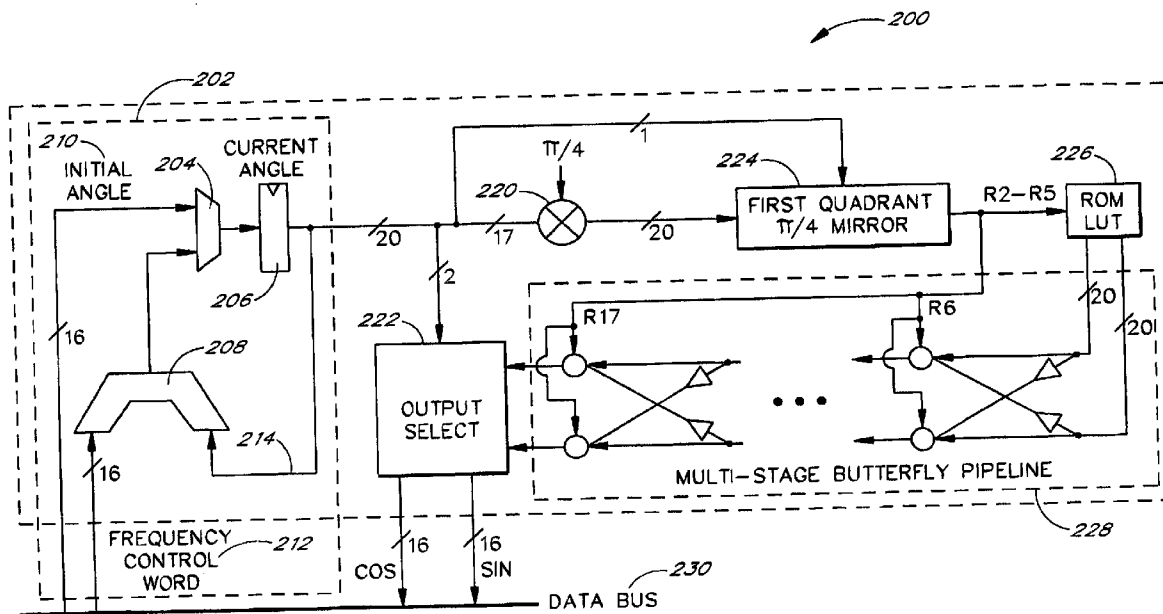 200
202
210
INITIAL
ANGLE
204
CURRENT
ANGLE
206
16
208
214
16
FREQUENCY
CONTROL
WORD
212
20
2
1
17
π/4
220
20
224
FIRST QUADRANT
π/4 MIRROR
R2-R5
226
ROM
LUT
20
20
222
OUTPUT
SELECT
R17
R6
MULTI-STAGE BUTTERFLY PIPELINE
228
16
16
COS
SIN
230
DATA BUS